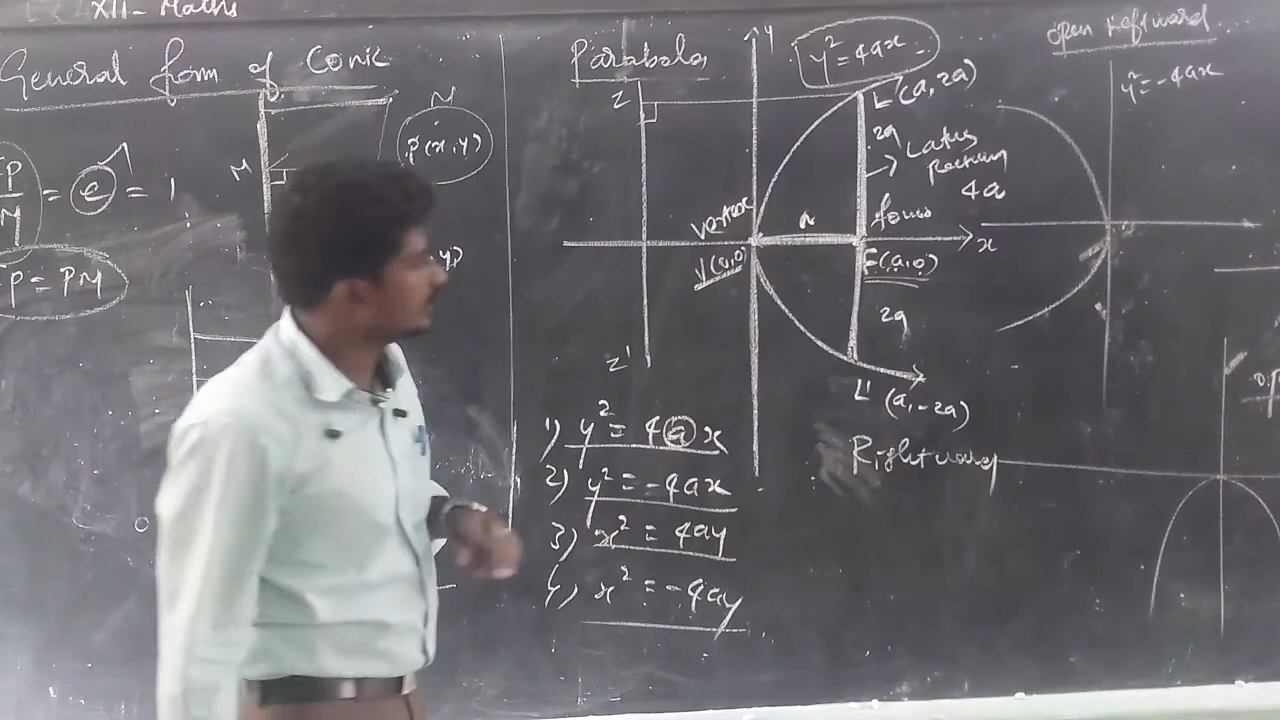 XII - Maths
General form of Conic
M
P(x,y)
M
= e = 1
FP = PM
Parabola
y² = 4ax
y
Z
L (a, 2a)
2a
Latus
Rectum
4a
Vertex
a
focus
x
V(0,0)
F(a,0)
2a
Z'
L' (a, -2a)
Rightward
1) y² = 4ax
2) y² = -4ax
3) x² = 4ay
4) x² = -4ay
open Leftward
y² = -4ax